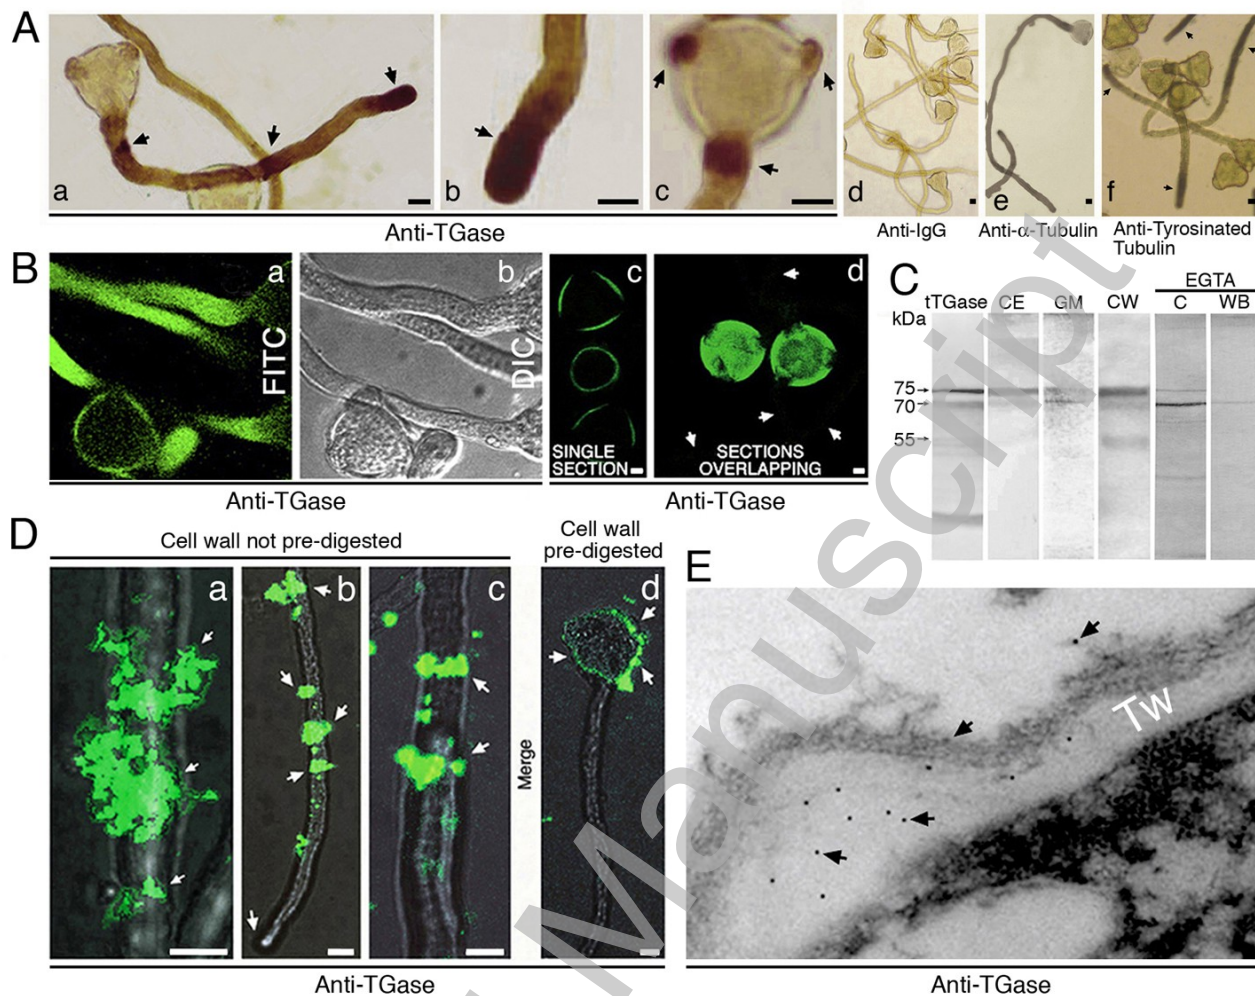 A
a
b
c
d
e
f
Anti-TGase
Anti-IgG
Anti-α-Tubulin
Anti-Tyrosinated
Tubulin
B
a
FITC
b
DIC
c
SINGLE
SECTION
d
SECTIONS
OVERLAPPING
Anti-TGase
Anti-TGase
C
EGTA
kDa
tTGase
CE
GM
CW
C
WB
75
70
55
D
Cell wall not pre-digested
Cell wall
pre-digested
a
b
c
Merge
d
Anti-TGase
E
Tw
Anti-TGase
Manuscript